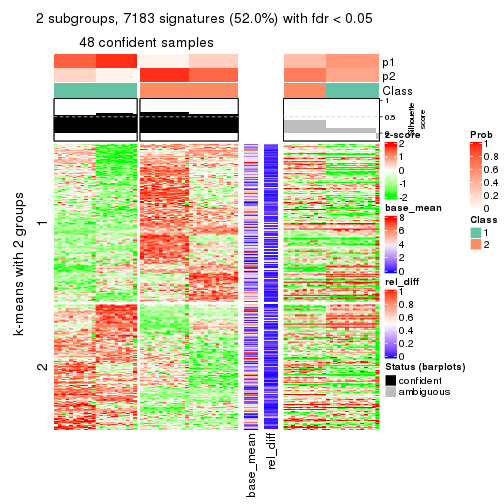 2 subgroups, 7183 signatures (52.0%) with fdr < 0.05
48 confident samples
p1
p2
Class
1
0.5
Silhouette
score
k-means with 2 groups
1
2
base_mean
rel_diff
z-score
2
1
0
-1
-2
base_mean
8
6
4
2
0
rel_diff
1
0.8
0.6
0.4
0.2
0
Status (barplots)
confident
ambiguous
Prob
1
0.8
0.6
0.4
0.2
0
Class
1
2